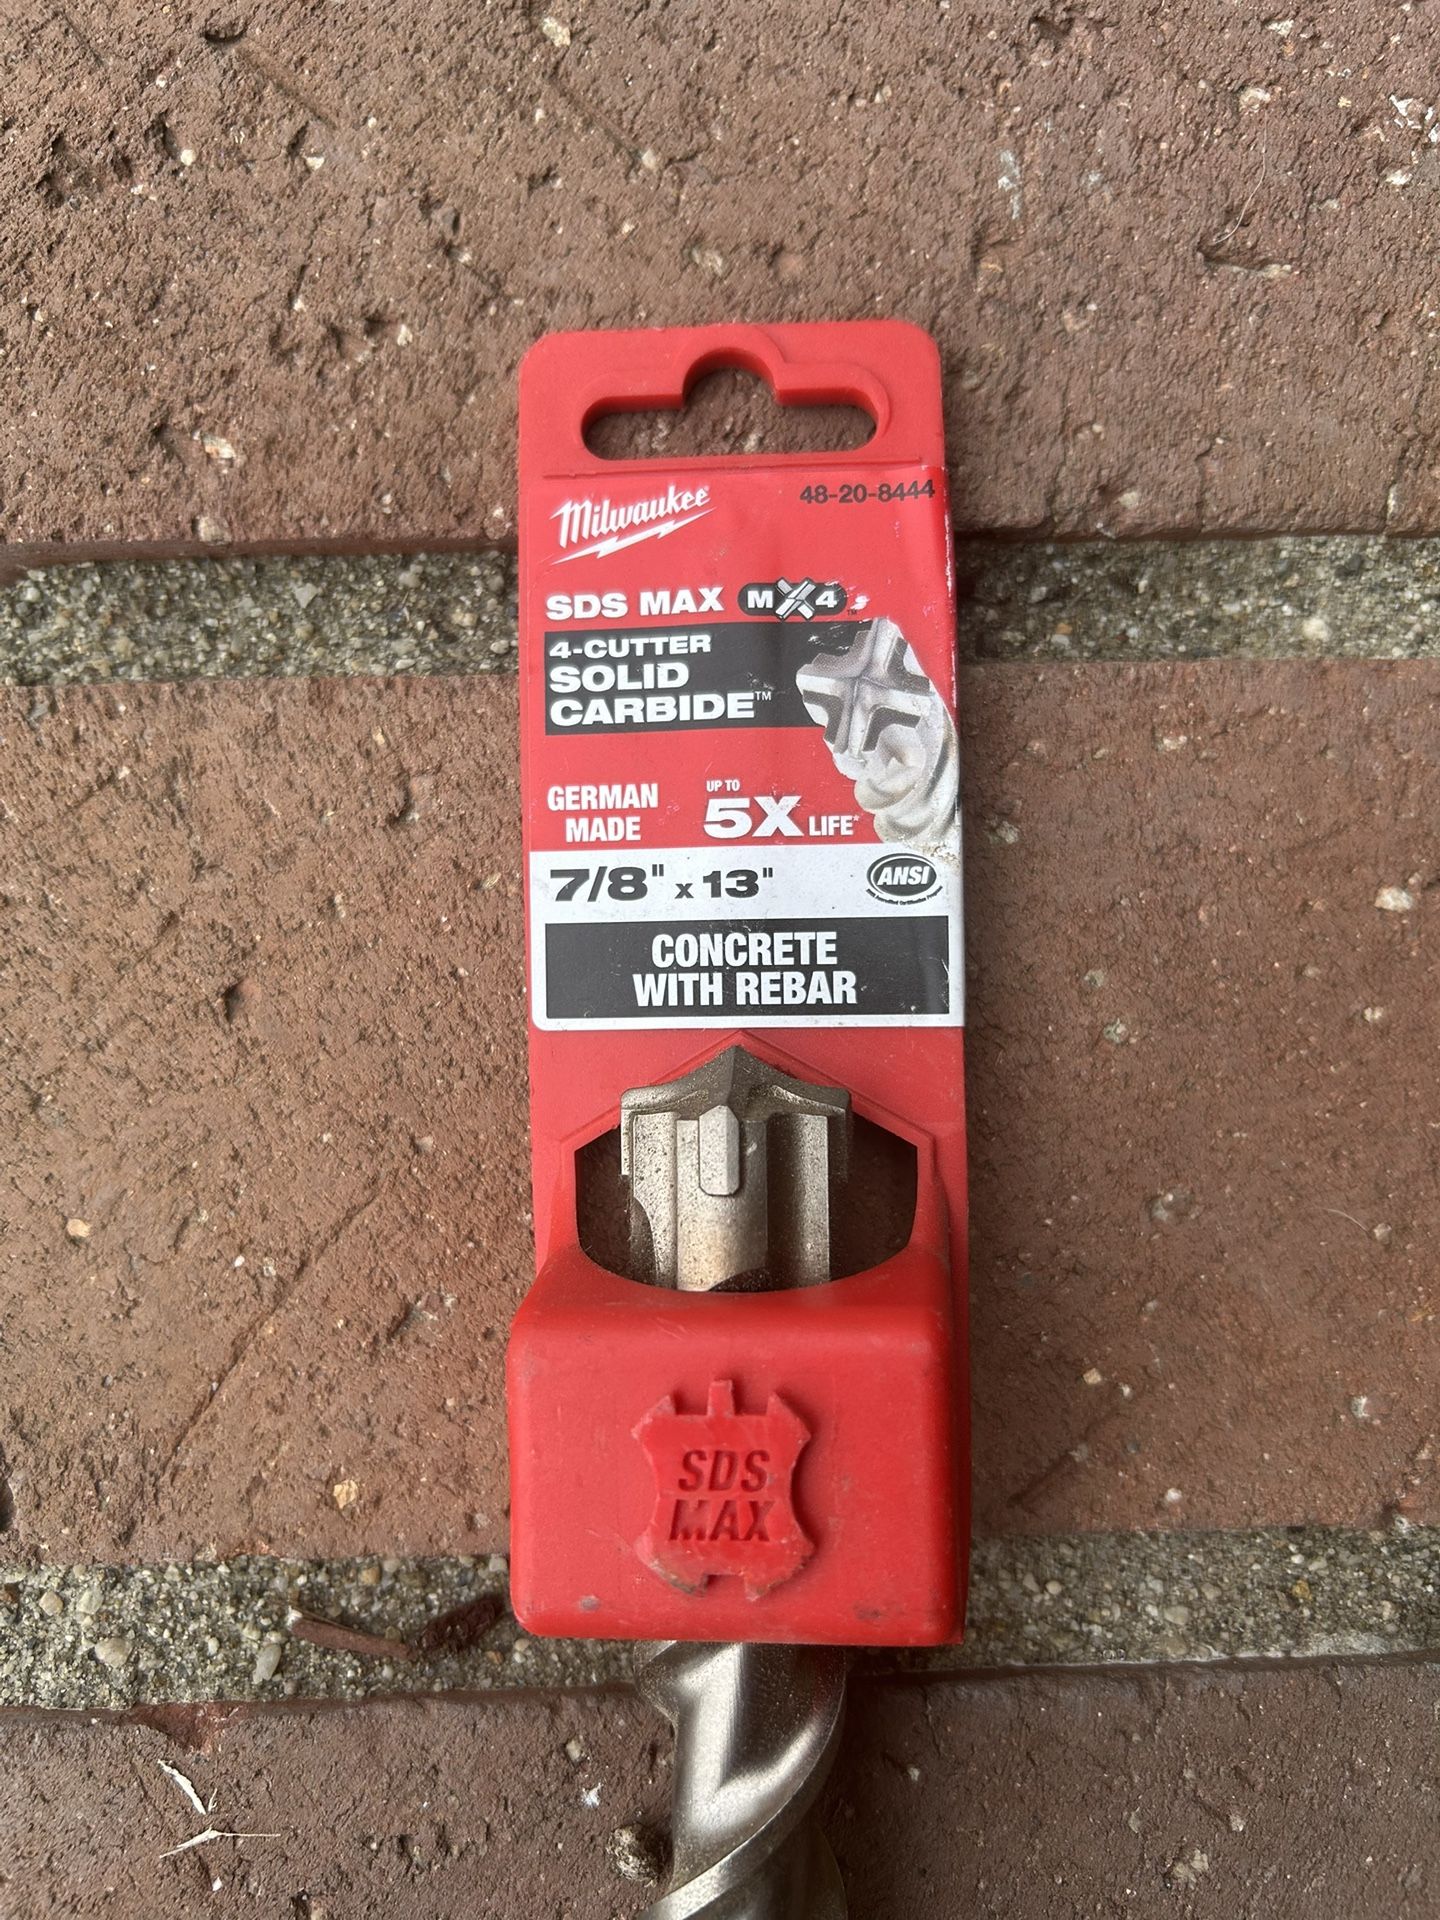 Milwaukee
48-20-8444
SDS MAX MX4™
4-CUTTER
SOLID
CARBIDE™
GERMAN
MADE
UP TO
5X LIFE*
7/8" x 13"
ANSI
CONCRETE
WITH REBAR
SDS
MAX